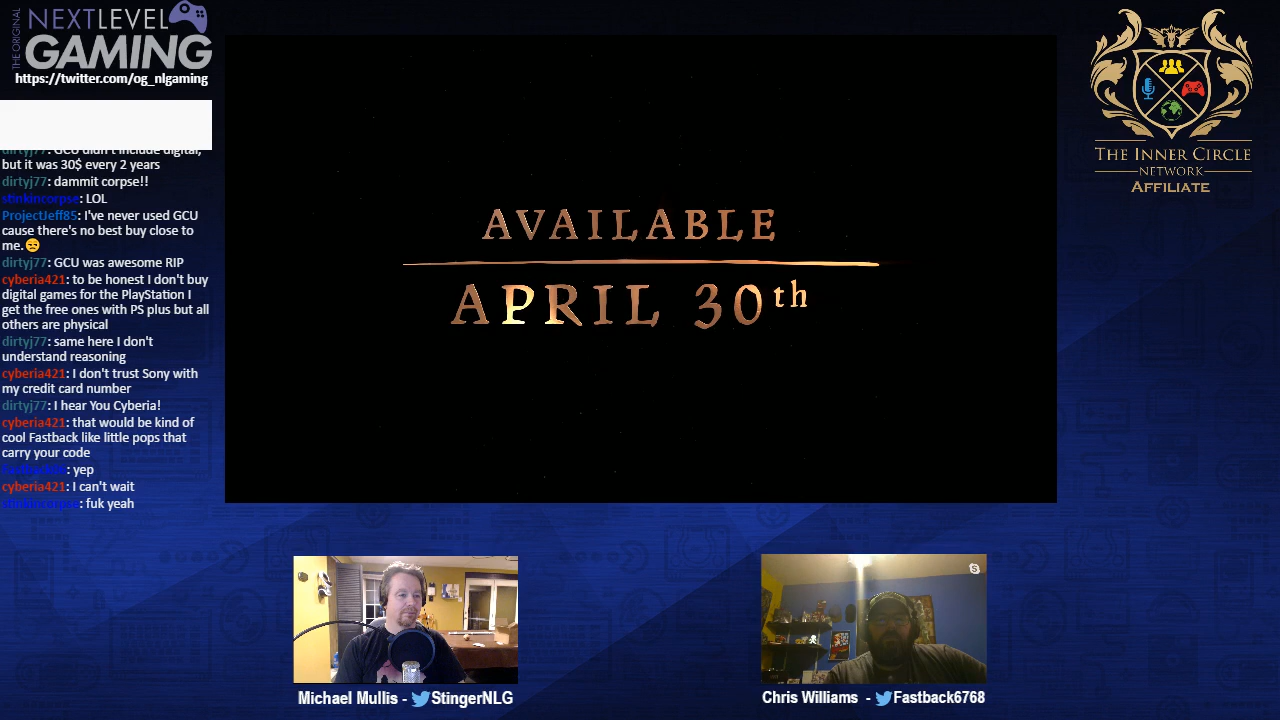 THE ORIGINAL
NEXTLEVEL
GAMING
https://twitter.com/og_nlgaming
dirtyj77: GCU didn't include digital,
but it was 30$ every 2 years
dirtyj77: dammit corpse!!
stinkincorpse: LOL
ProjectJeff85: I've never used GCU
cause there's no best buy close to
me.😒
dirtyj77: GCU was awesome RIP
cyberia421: to be honest I don't buy
digital games for the PlayStation I
get the free ones with PS plus but all
others are physical
dirtyj77: same here I don't
understand reasoning
cyberia421: I don't trust Sony with
my credit card number
dirtyj77: I hear You Cyberia!
cyberia421: that would be kind of
cool Fastback like little pops that
carry your code
: yep
cyberia421: I can't wait
stinkincorpse: fuk yeah
AVAILABLE
APRIL 30th
THE INNER CIRCLE
NETWORK
AFFILIATE
Michael Mullis - StingerNLG
Chris Williams - Fastback6768